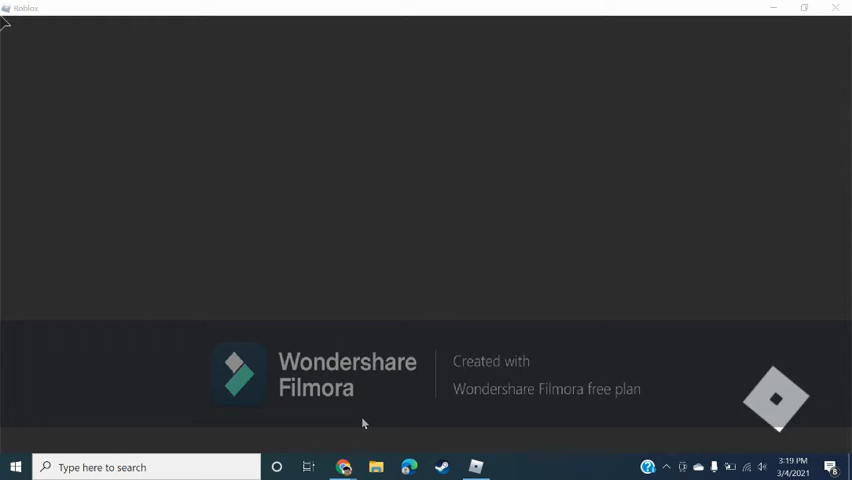 Roblox
Wondershare
Filmora
Created with
Wondershare Filmora free plan
Type here to search
3:19 PM
3/4/2021